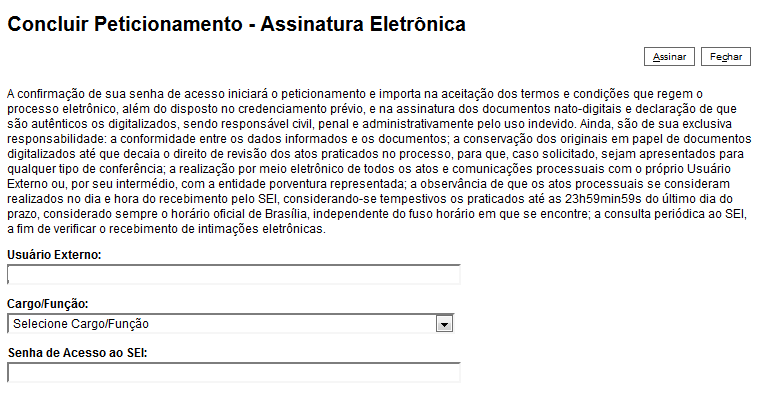 Concluir Peticionamento - Assinatura Eletrônica
Assinar Fechar
A confirmação de sua senha de acesso iniciará o peticionamento e importa na aceitação dos termos e condições que regem o
processo eletrônico, além do disposto no credenciamento prévio, e na assinatura dos documentos nato-digitais e declaração de que
são autênticos os digitalizados, sendo responsável civil, penal e administrativamente pelo uso indevido. Ainda, são de sua exclusiva
responsabilidade: a conformidade entre os dados informados e os documentos; a conservação dos originais em papel de documentos
digitalizados até que decaia o direito de revisão dos atos praticados no processo, para que, caso solicitado, sejam apresentados para
qualquer tipo de conferência; a realização por meio eletrônico de todos os atos e comunicações processuais com o próprio Usuário
Externo ou, por seu intermédio, com a entidade porventura representada; a observância de que os atos processuais se consideram
realizados no dia e hora do recebimento pelo SEI, considerando-se tempestivos os praticados até as 23h59min59s do último dia do
prazo, considerado sempre o horário oficial de Brasília, independente do fuso horário em que se encontre; a consulta periódica ao SEI,
a fim de verificar o recebimento de intimações eletrônicas.
Usuário Externo:
Cargo/Função:
Selecione Cargo/Função
Senha de Acesso ao SEI: